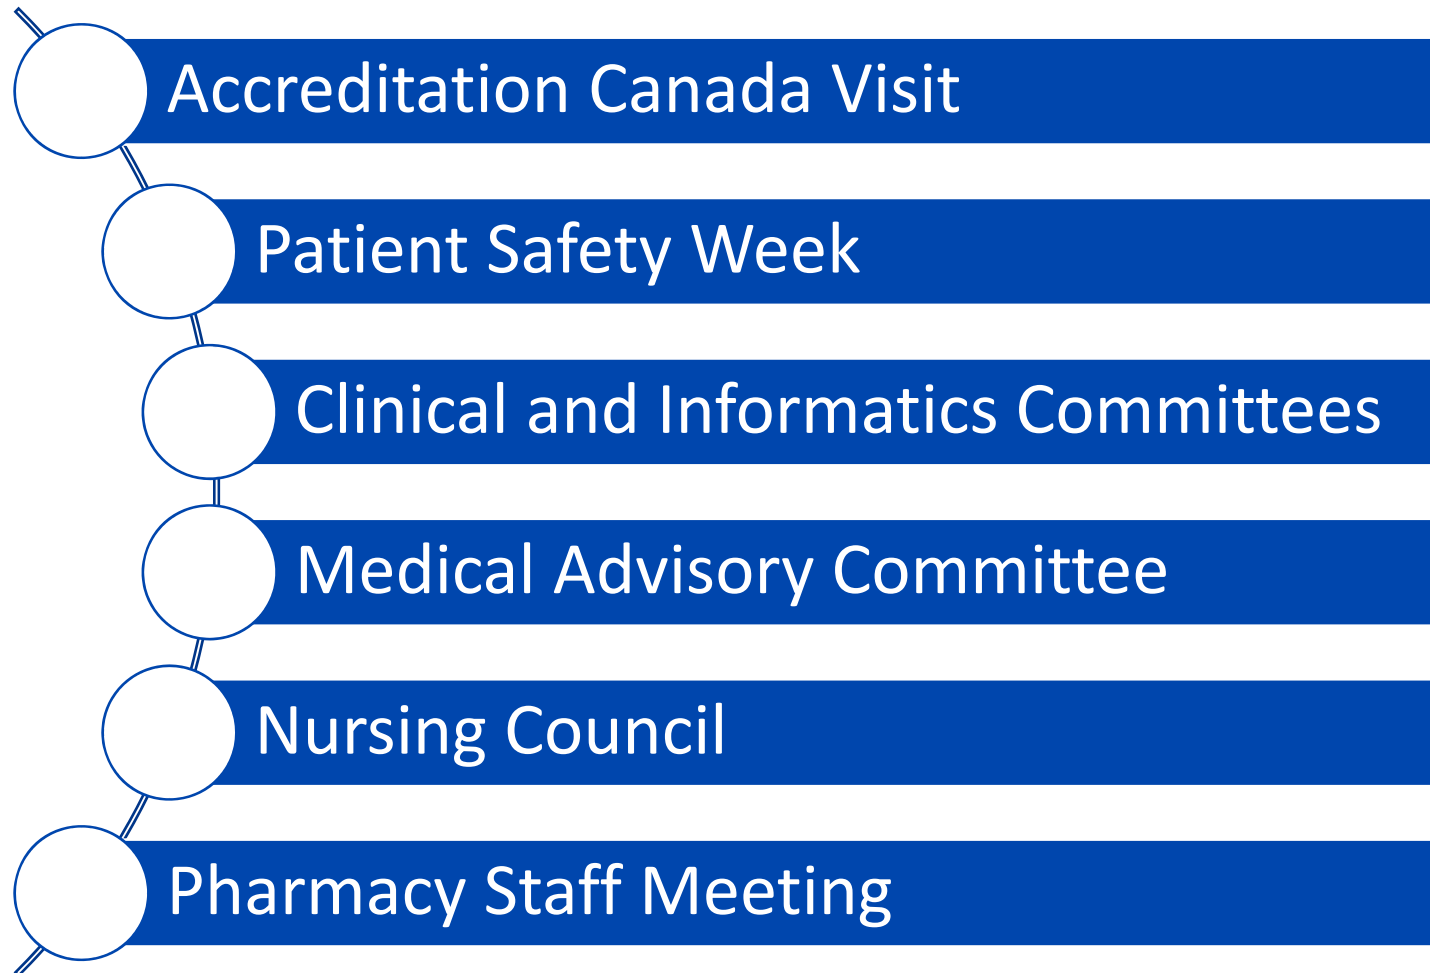 Accreditation Canada Visit
Patient Safety Week
Clinical and Informatics Committees
Medical Advisory Committee
Nursing Council
Pharmacy Staff Meeting